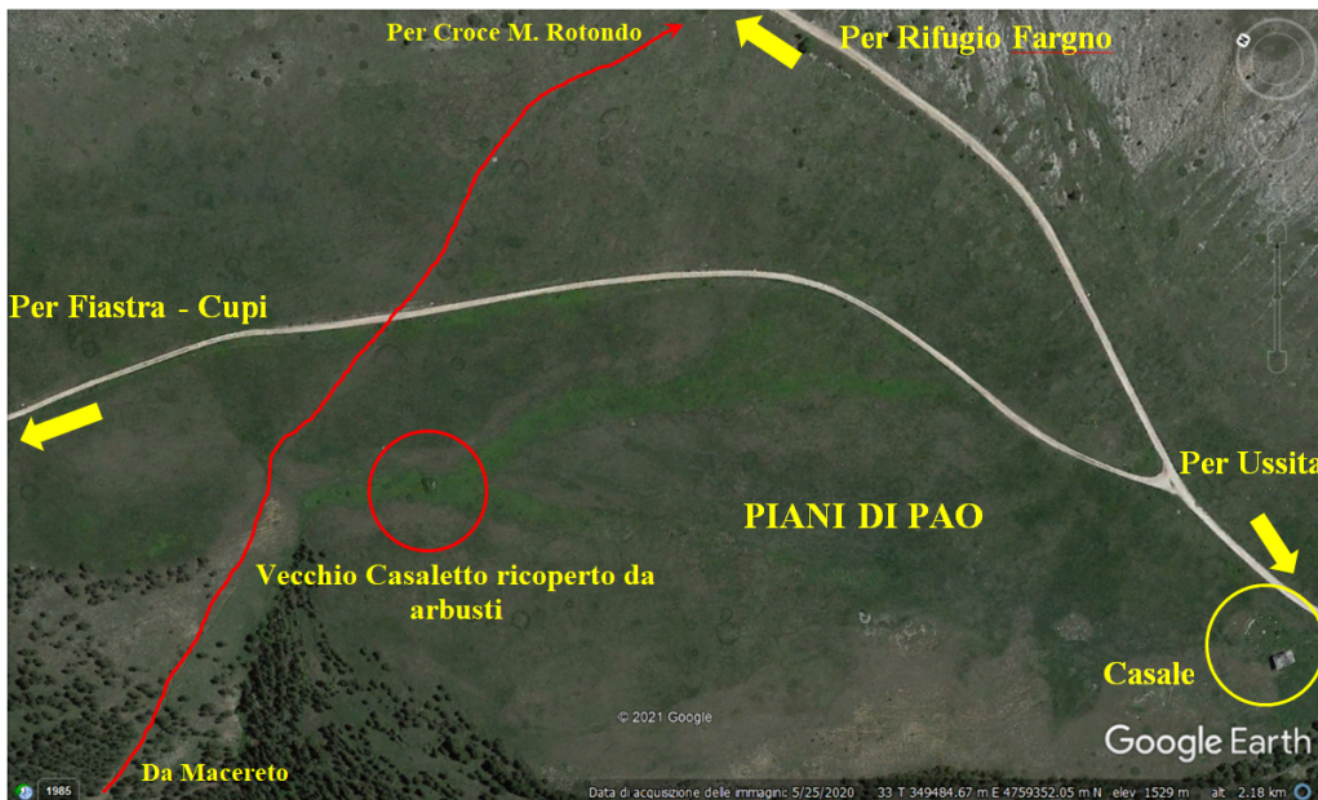 Per Croce M. Rotondo
Per Rifugio Fargno
N
Per Fiastra - Cupi
Per Ussita
PIANI DI PAO
Vecchio Casaletto ricoperto da
arbusti
Casale
© 2021 Google
Google Earth
Da Macereto
1985
Data di acquisizione delle immagini: 5/25/2020 33 T 349484.67 m E 4759352.05 m N elev 1529 m alt 2.18 km